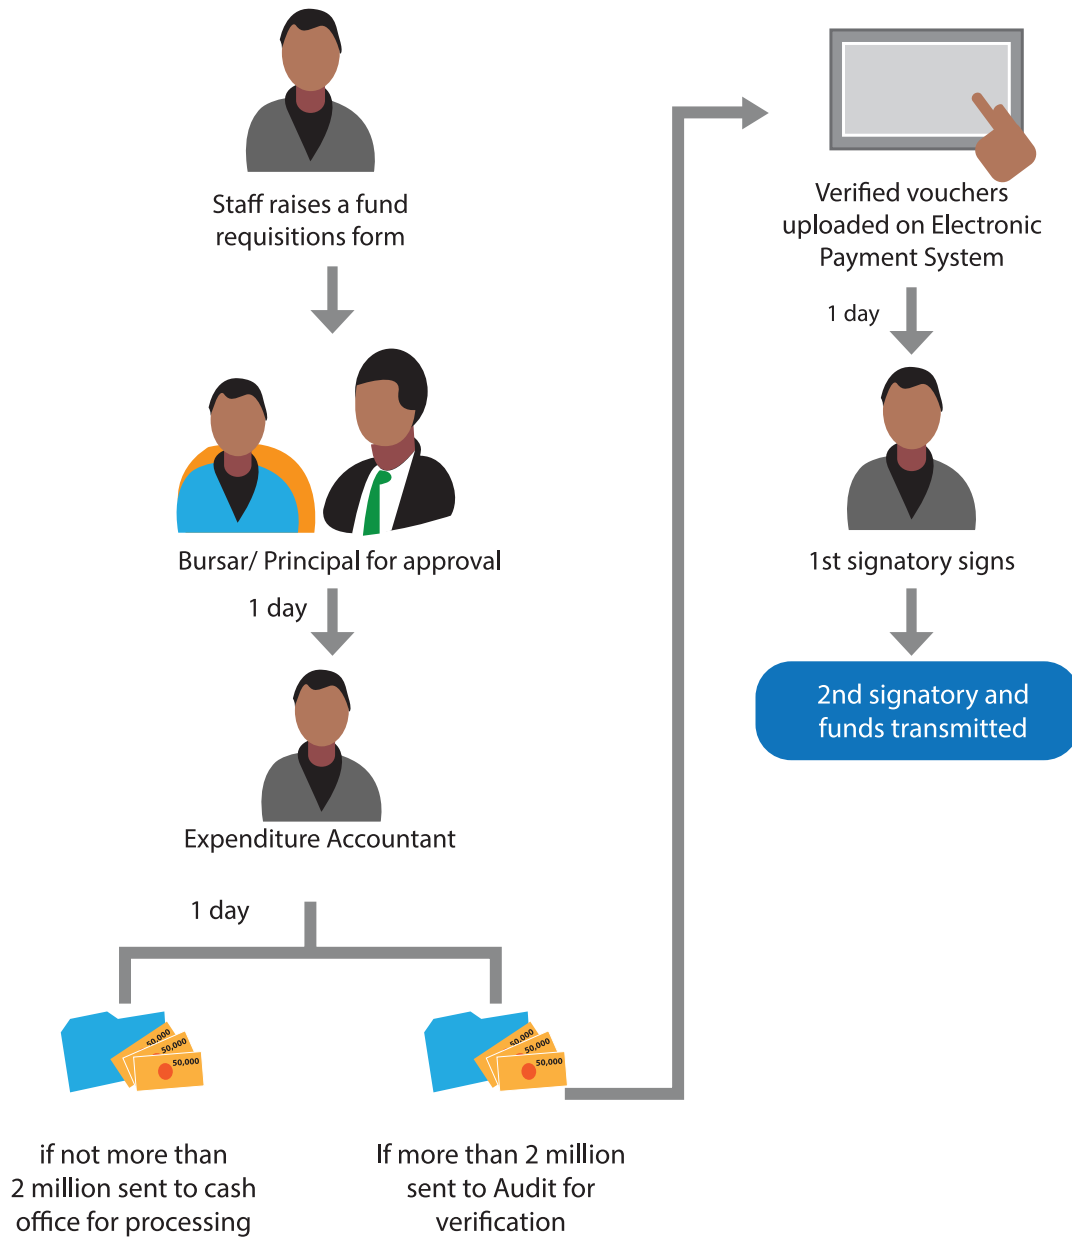 Staff raises a fund
requisitions form
Bursar/ Principal for approval
1 day
Expenditure Accountant
1 day
50,000
50,000
50,000
if not more than
2 million sent to cash
office for processing
50,000
50,000
50,000
If more than 2 million
sent to Audit for
verification
Verified vouchers
uploaded on Electronic
Payment System
1 day
1st signatory signs
2nd signatory and
funds transmitted